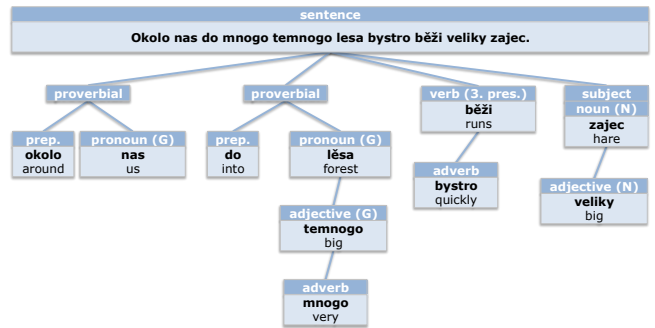 sentence
Okolo nas do mnogo temnogo lesa bystro běži veliky zajec.
proverbial
proverbial
verb (3. pres.)
běži
runs
subject
noun (N)
zajec
hare
prep.
okolo
around
pronoun (G)
nas
us
prep.
do
into
pronoun (G)
lěsa
forest
adverb
bystro
quickly
adjective (N)
veliky
big
adjective (G)
temnogo
big
adverb
mnogo
very